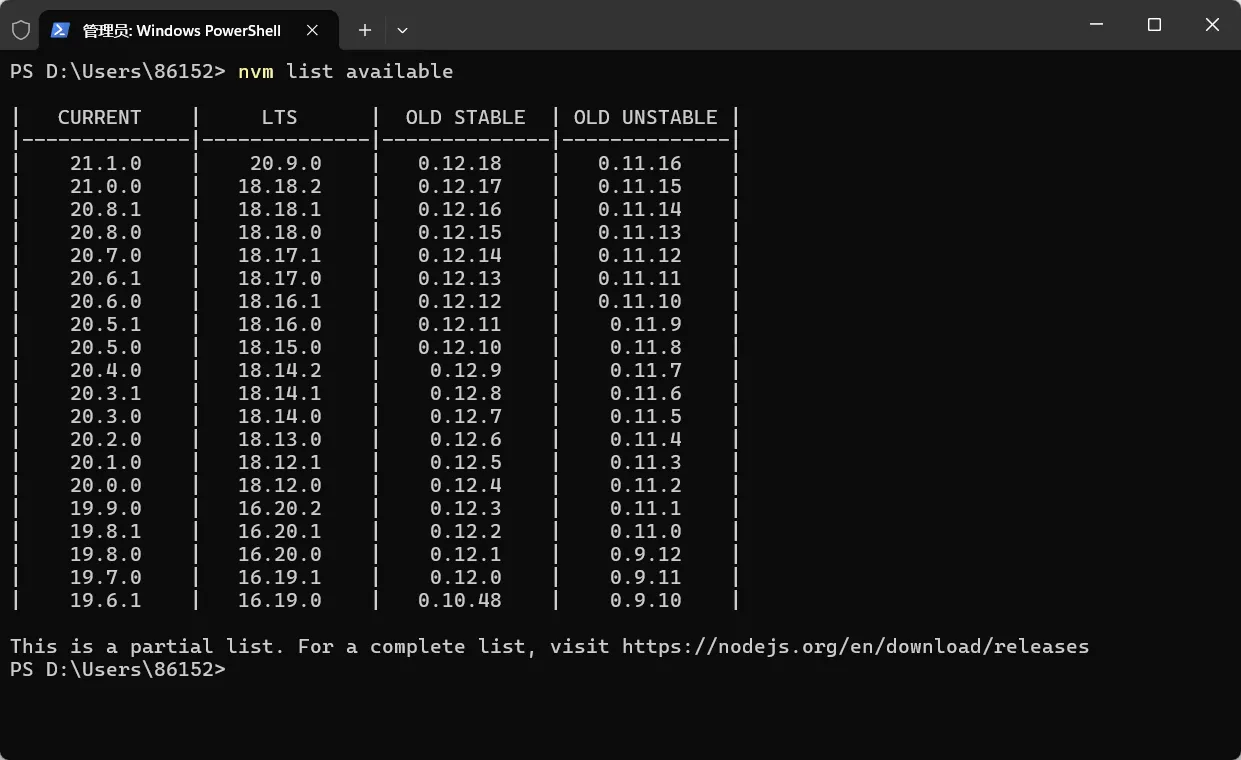 管理员: Windows PowerShell
PS D:\Users\86152> nvm list available
|   CURRENT    |     LTS      |  OLD STABLE  | OLD UNSTABLE |
|--------------|--------------|--------------|--------------|
|    21.1.0    |    20.9.0    |   0.12.18    |   0.11.16    |
|    21.0.0    |   18.18.2    |   0.12.17    |   0.11.15    |
|    20.8.1    |   18.18.1    |   0.12.16    |   0.11.14    |
|    20.8.0    |   18.18.0    |   0.12.15    |   0.11.13    |
|    20.7.0    |   18.17.1    |   0.12.14    |   0.11.12    |
|    20.6.1    |   18.17.0    |   0.12.13    |   0.11.11    |
|    20.6.0    |   18.16.1    |   0.12.12    |   0.11.10    |
|    20.5.1    |   18.16.0    |   0.12.11    |    0.11.9    |
|    20.5.0    |   18.15.0    |   0.12.10    |    0.11.8    |
|    20.4.0    |   18.14.2    |    0.12.9    |    0.11.7    |
|    20.3.1    |   18.14.1    |    0.12.8    |    0.11.6    |
|    20.3.0    |   18.14.0    |    0.12.7    |    0.11.5    |
|    20.2.0    |   18.13.0    |    0.12.6    |    0.11.4    |
|    20.1.0    |   18.12.1    |    0.12.5    |    0.11.3    |
|    20.0.0    |   18.12.0    |    0.12.4    |    0.11.2    |
|    19.9.0    |   16.20.2    |    0.12.3    |    0.11.1    |
|    19.8.1    |   16.20.1    |    0.12.2    |    0.11.0    |
|    19.8.0    |   16.20.0    |    0.12.1    |    0.9.12    |
|    19.7.0    |   16.19.1    |    0.12.0    |    0.9.11    |
|    19.6.1    |   16.19.0    |   0.10.48    |    0.9.10    |
This is a partial list. For a complete list, visit https://nodejs.org/en/download/releases
PS D:\Users\86152>